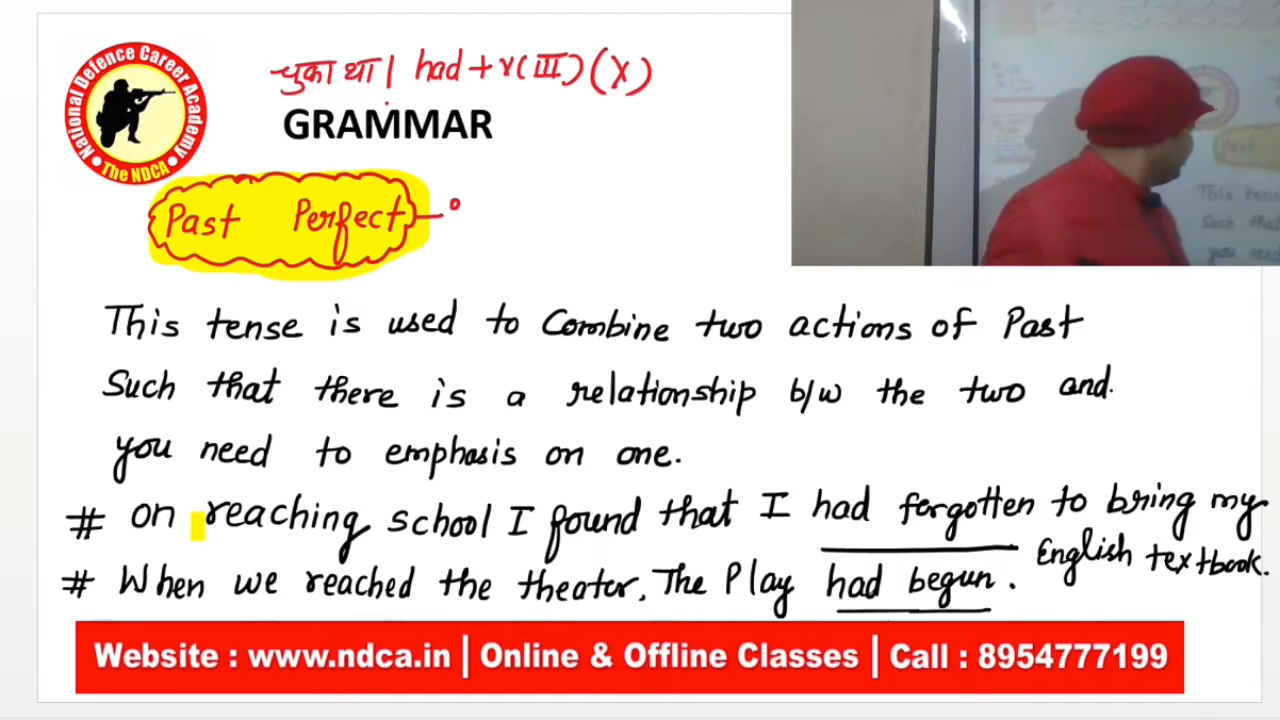 National Defence Career Academy
The NDCA
चुका था | had + V(III) (X)
GRAMMAR
Past Perfect -
This tense is used to Combine two actions of Past
Such that there is a relationship b/w the two and.
you need to emphasis on one.
# on reaching school I found that I had forgotten to bring my
English textbook.
# When we reached the theater, The Play had begun.
Website : www.ndca.in | Online & Offline Classes | Call : 8954777199